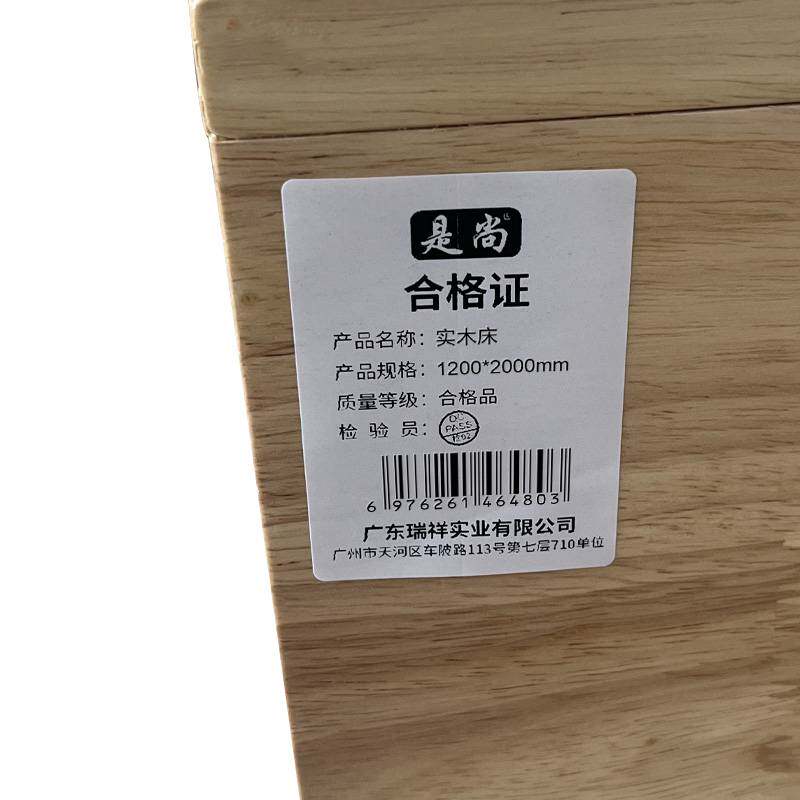 是尚
合格证
产品名称：实木床
产品规格：1200*2000mm
质量等级：合格品
检 验 员：
PASS
6 976261 464803
广东瑞祥实业有限公司
广州市天河区车陂路113号第七层710单位